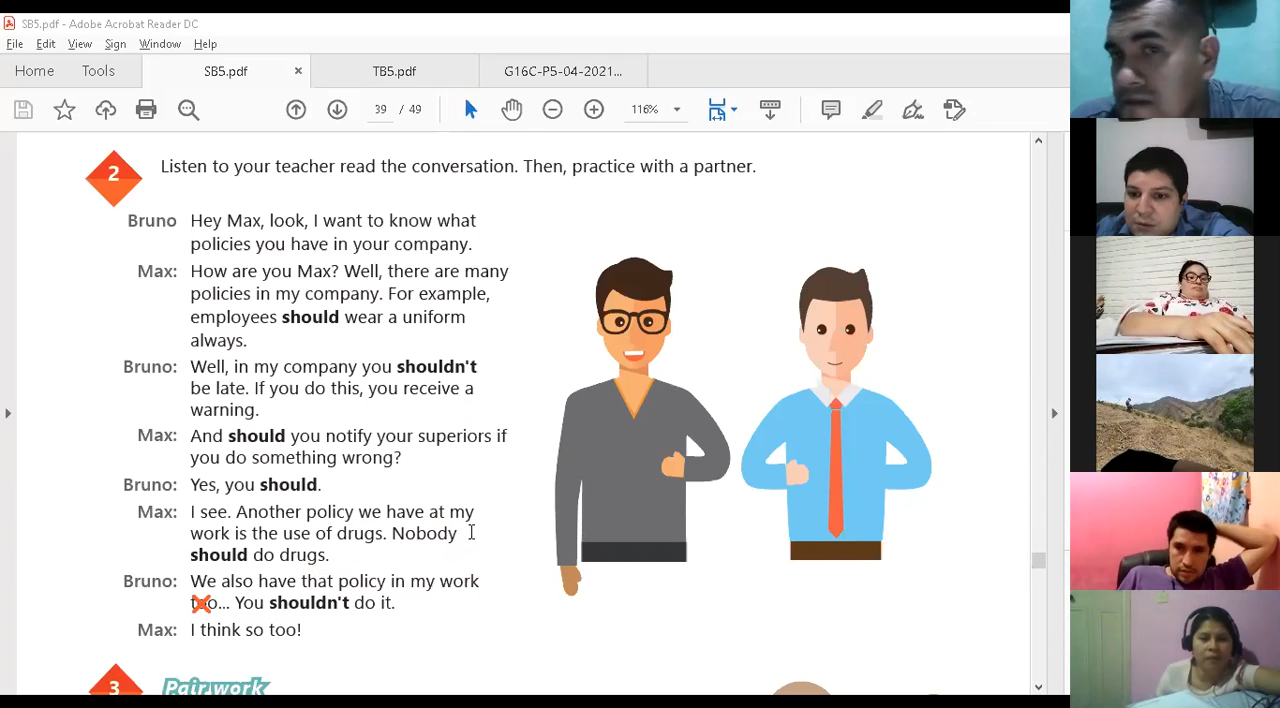 SB5.pdf - Adobe Acrobat Reader DC
File Edit View Sign Window Help
Home Tools SB5.pdf × TB5.pdf G16C-P5-04-2021...
39 / 49 116%
2 Listen to your teacher read the conversation. Then, practice with a partner.
Bruno Hey Max, look, I want to know what
policies you have in your company.
Max: How are you Max? Well, there are many
policies in my company. For example,
employees should wear a uniform
always.
Bruno: Well, in my company you shouldn't
be late. If you do this, you receive a
warning.
Max: And should you notify your superiors if
you do something wrong?
Bruno: Yes, you should.
Max: I see. Another policy we have at my
work is the use of drugs. Nobody
should do drugs.
Bruno: We also have that policy in my work
too... You shouldn't do it.
Max: I think so too!
3 Pair work